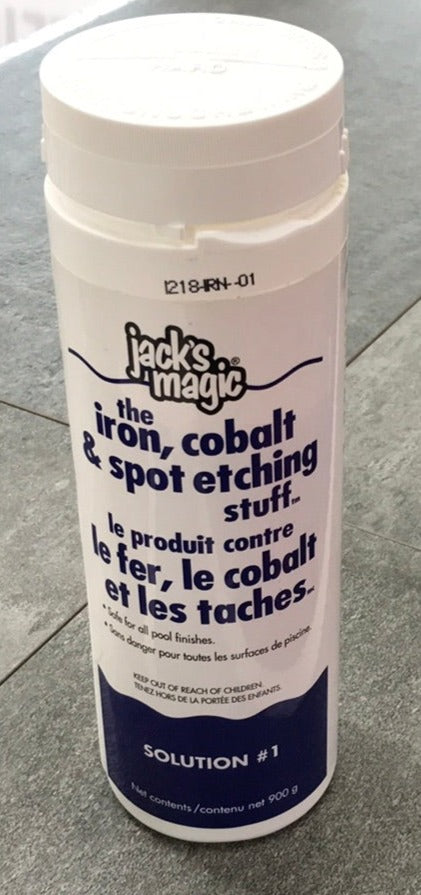 1218-IRN--01
jack's
magic®
the
iron, cobalt
& spot etching
stuff™
le produit contre
le fer, le cobalt
et les taches™
• Safe for all pool finishes.
• Sans danger pour toutes les surfaces de piscine.
KEEP OUT OF REACH OF CHILDREN.
TENEZ HORS DE LA PORTÉE DES ENFANTS.
SOLUTION #1
Net contents/contenu net 900 g